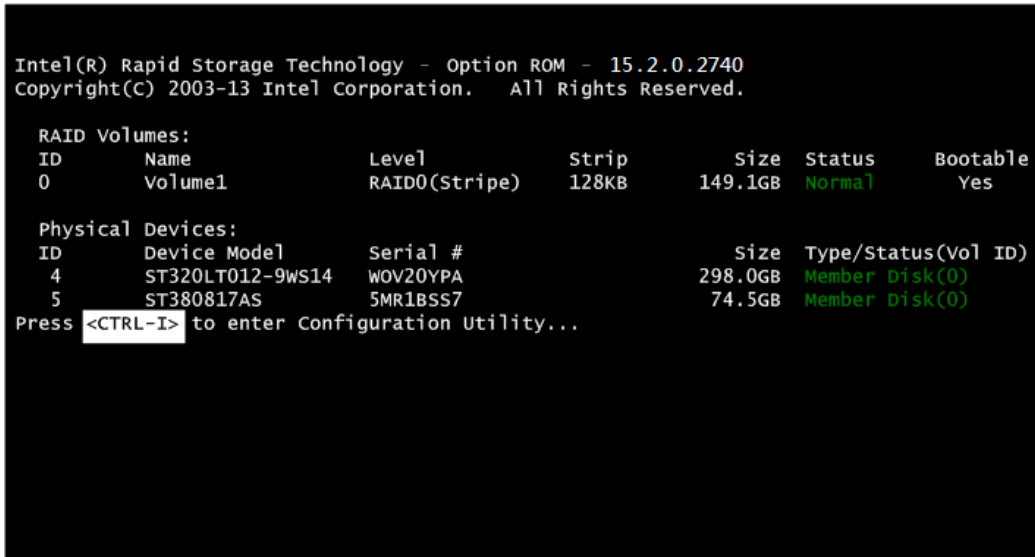 Intel(R) Rapid Storage Technology - Option ROM - 15.2.0.2740
Copyright(C) 2003-13 Intel Corporation. All Rights Reserved.
RAID Volumes:
ID Name Level Strip Size Status Bootable
0 Volume1 RAID0(Stripe) 128KB 149.1GB Normal Yes
Physical Devices:
ID Device Model Serial # Size Type/Status(Vol ID)
4 ST320LT012-9WS14 W0V20YPA 298.0GB Member Disk(0)
5 ST380817AS 5MR1BSS7 74.5GB Member Disk(0)
Press <CTRL-I> to enter Configuration Utility...